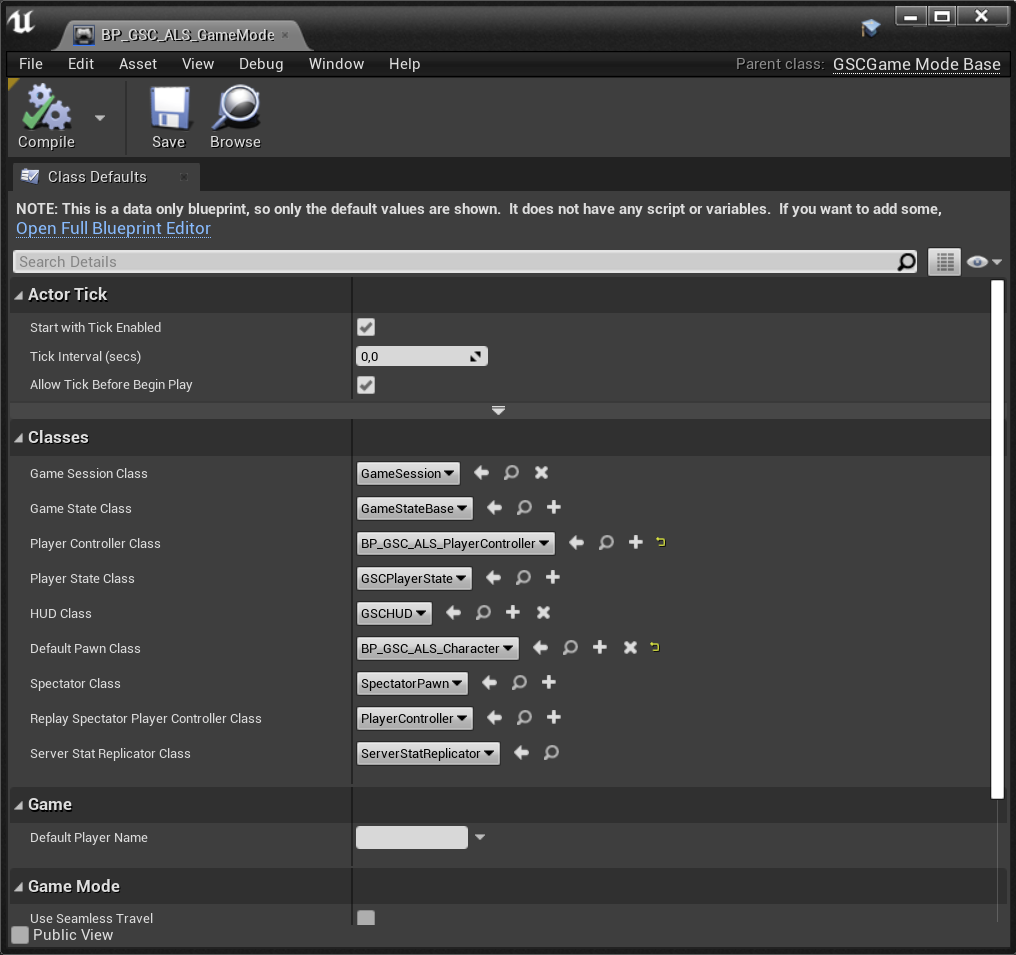 BP_GSC_ALS_GameMode
File Edit Asset View Debug Window Help Parent class: GSCGame Mode Base
Compile Save Browse
Class Defaults
NOTE: This is a data only blueprint, so only the default values are shown.  It does not have any script or variables.  If you want to add some,
Open Full Blueprint Editor
Search Details
Actor Tick
Start with Tick Enabled
Tick Interval (secs) 0,0
Allow Tick Before Begin Play
Classes
Game Session Class GameSession
Game State Class GameStateBase
Player Controller Class BP_GSC_ALS_PlayerController
Player State Class GSCPlayerState
HUD Class GSCHUD
Default Pawn Class BP_GSC_ALS_Character
Spectator Class SpectatorPawn
Replay Spectator Player Controller Class PlayerController
Server Stat Replicator Class ServerStatReplicator
Game
Default Player Name
Game Mode
Use Seamless Travel
Public View